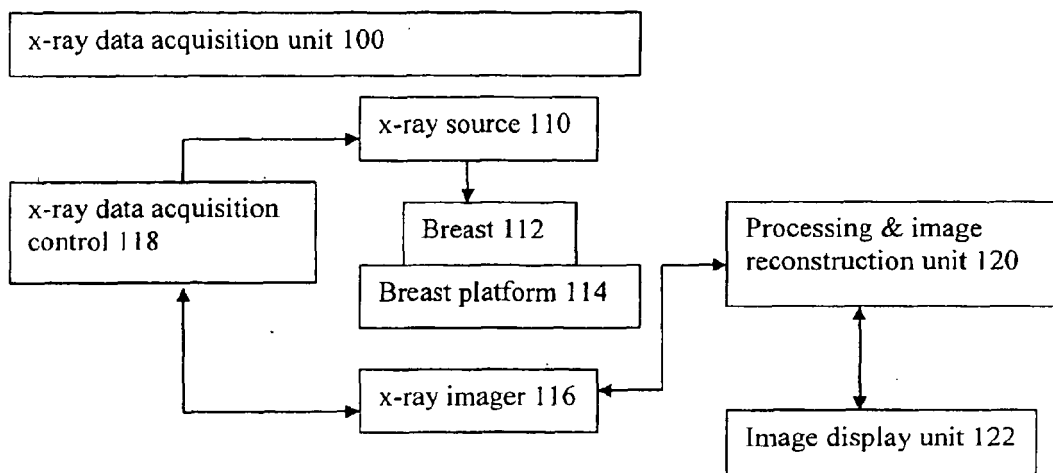 x-ray data acquisition unit 100
x-ray source 110
x-ray data acquisition
control 118
Breast 112
Breast platform 114
Processing & image
reconstruction unit 120
x-ray imager 116
Image display unit 122